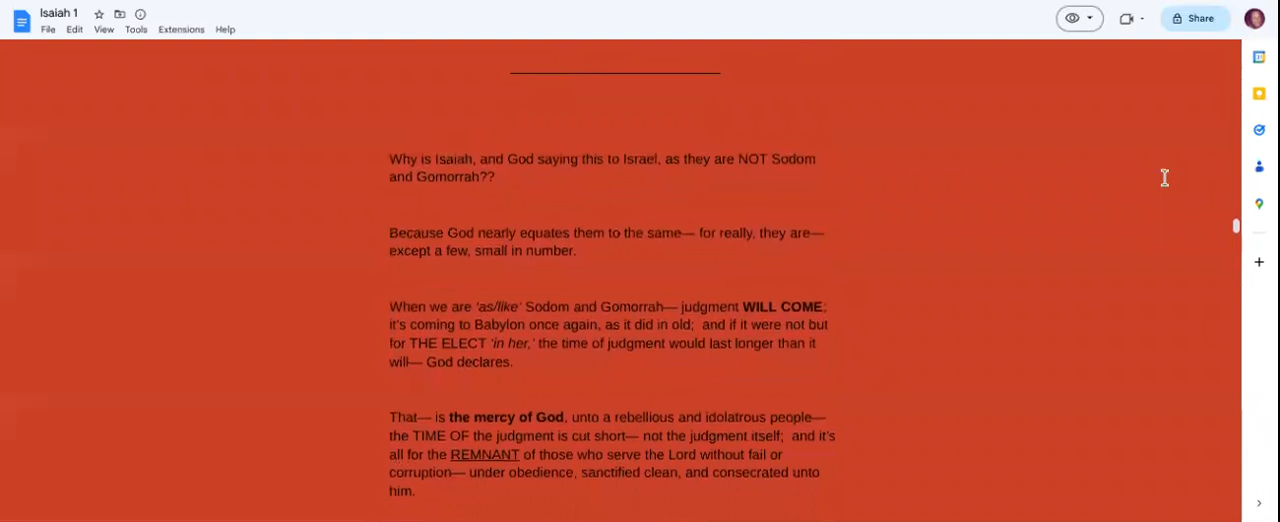 Isaiah 1
File Edit View Tools Extensions Help
Share
Why is Isaiah, and God saying this to Israel, as they are NOT Sodom
and Gomorrah??
Because God nearly equates them to the same— for really, they are—
except a few, small in number.
When we are ‘as/like’ Sodom and Gomorrah— judgment WILL COME;
it’s coming to Babylon once again, as it did in old;  and if it were not but
for THE ELECT ‘in her,’ the time of judgment would last longer than it
will— God declares.
That— is the mercy of God, unto a rebellious and idolatrous people—
the TIME OF the judgment is cut short— not the judgment itself;  and it’s
all for the REMNANT of those who serve the Lord without fail or
corruption— under obedience, sanctified clean, and consecrated unto
him.